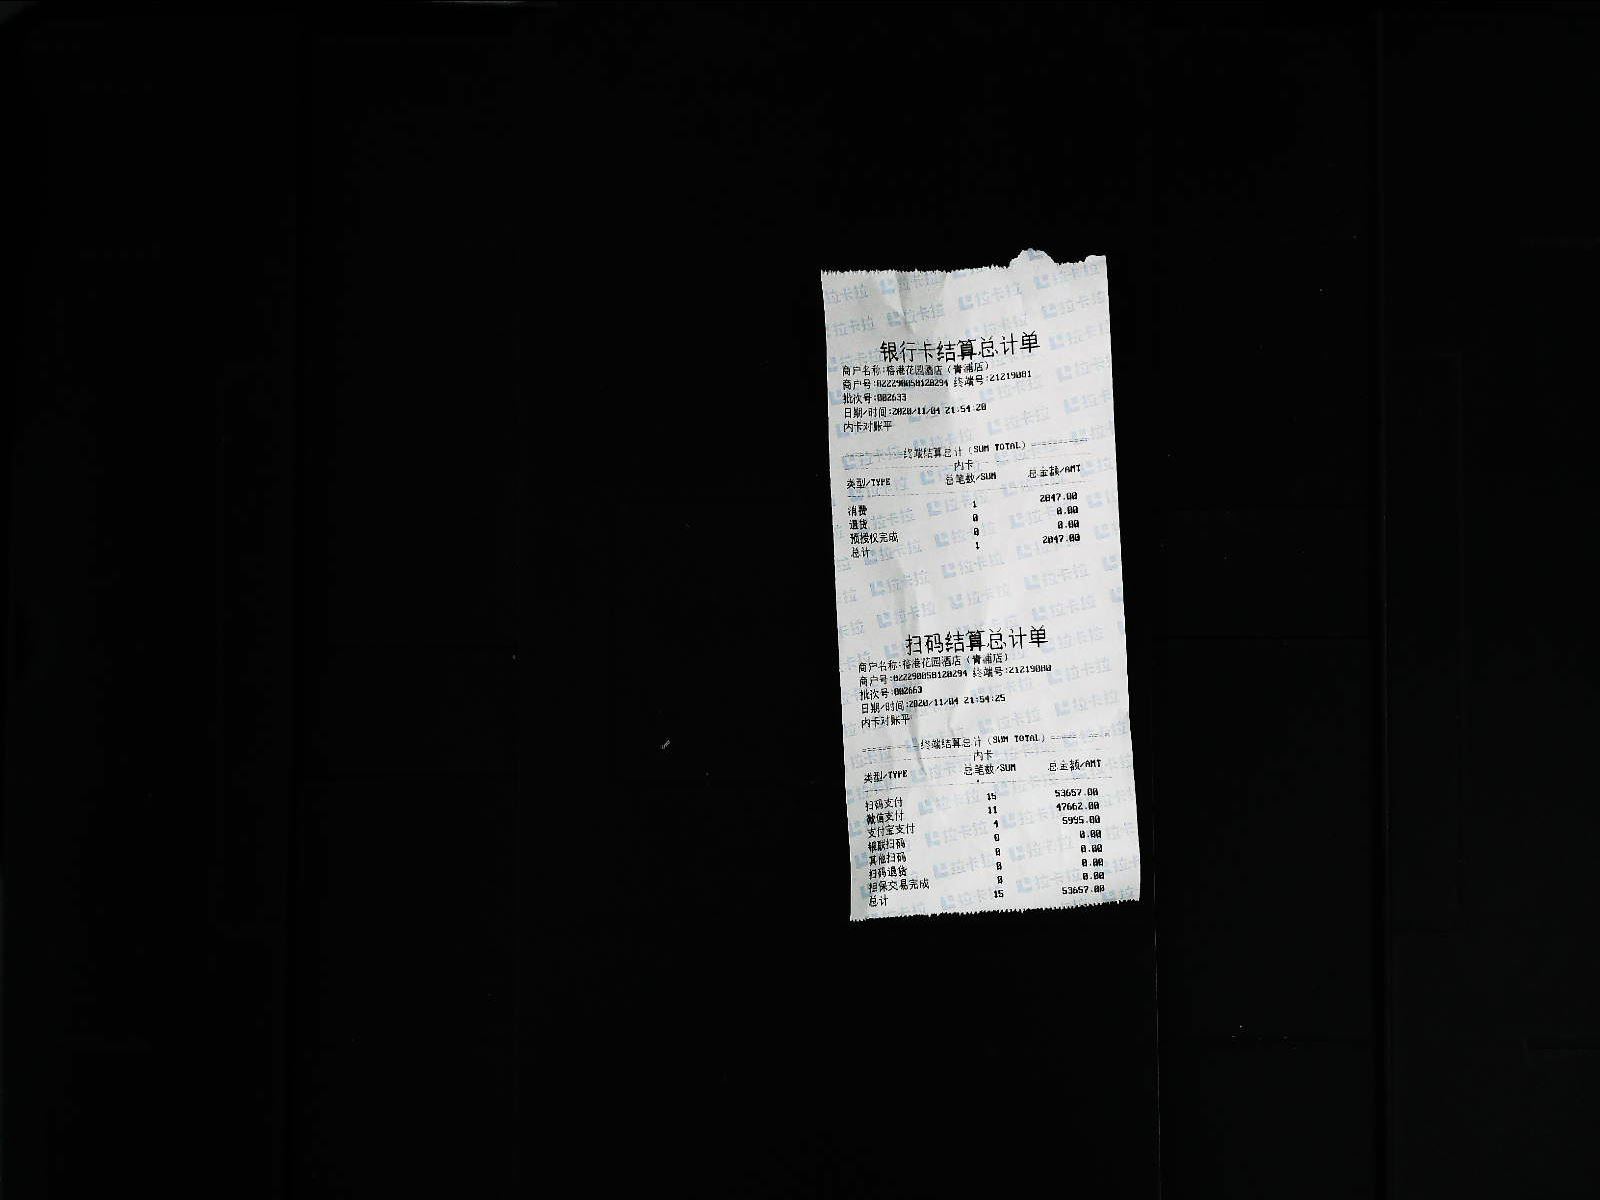 银行卡结算总计单
商户名称:榕港花园酒店(青浦店)
商户号:822290058120294 终端号:21219081
批次号:002633
日期/时间:2020/11/04 21:54:20
内卡对账平
终端结算总计(SUM TOTAL)
内卡
类型/TYPE 总笔数/SUM 总金额/AMT
消费 1 2047.00
退货 0 0.00
预授权完成 0 0.00
总计 1 2047.00
扫码结算总计单
商户名称:榕港花园酒店(青浦店)
商户号:822290058120294 终端号:21219080
批次号:002663
日期/时间:2020/11/04 21:54:25
内卡对账平
终端结算总计(SUM TOTAL)
内卡
类型/TYPE 总笔数/SUM 总金额/AMT
扫码支付 15 53657.00
微信支付 11 47662.00
支付宝支付 4 5995.00
银联扫码 0 0.00
其他扫码 0 0.00
扫码退货 0 0.00
担保交易完成 0 0.00
总计 15 53657.00
拉卡拉